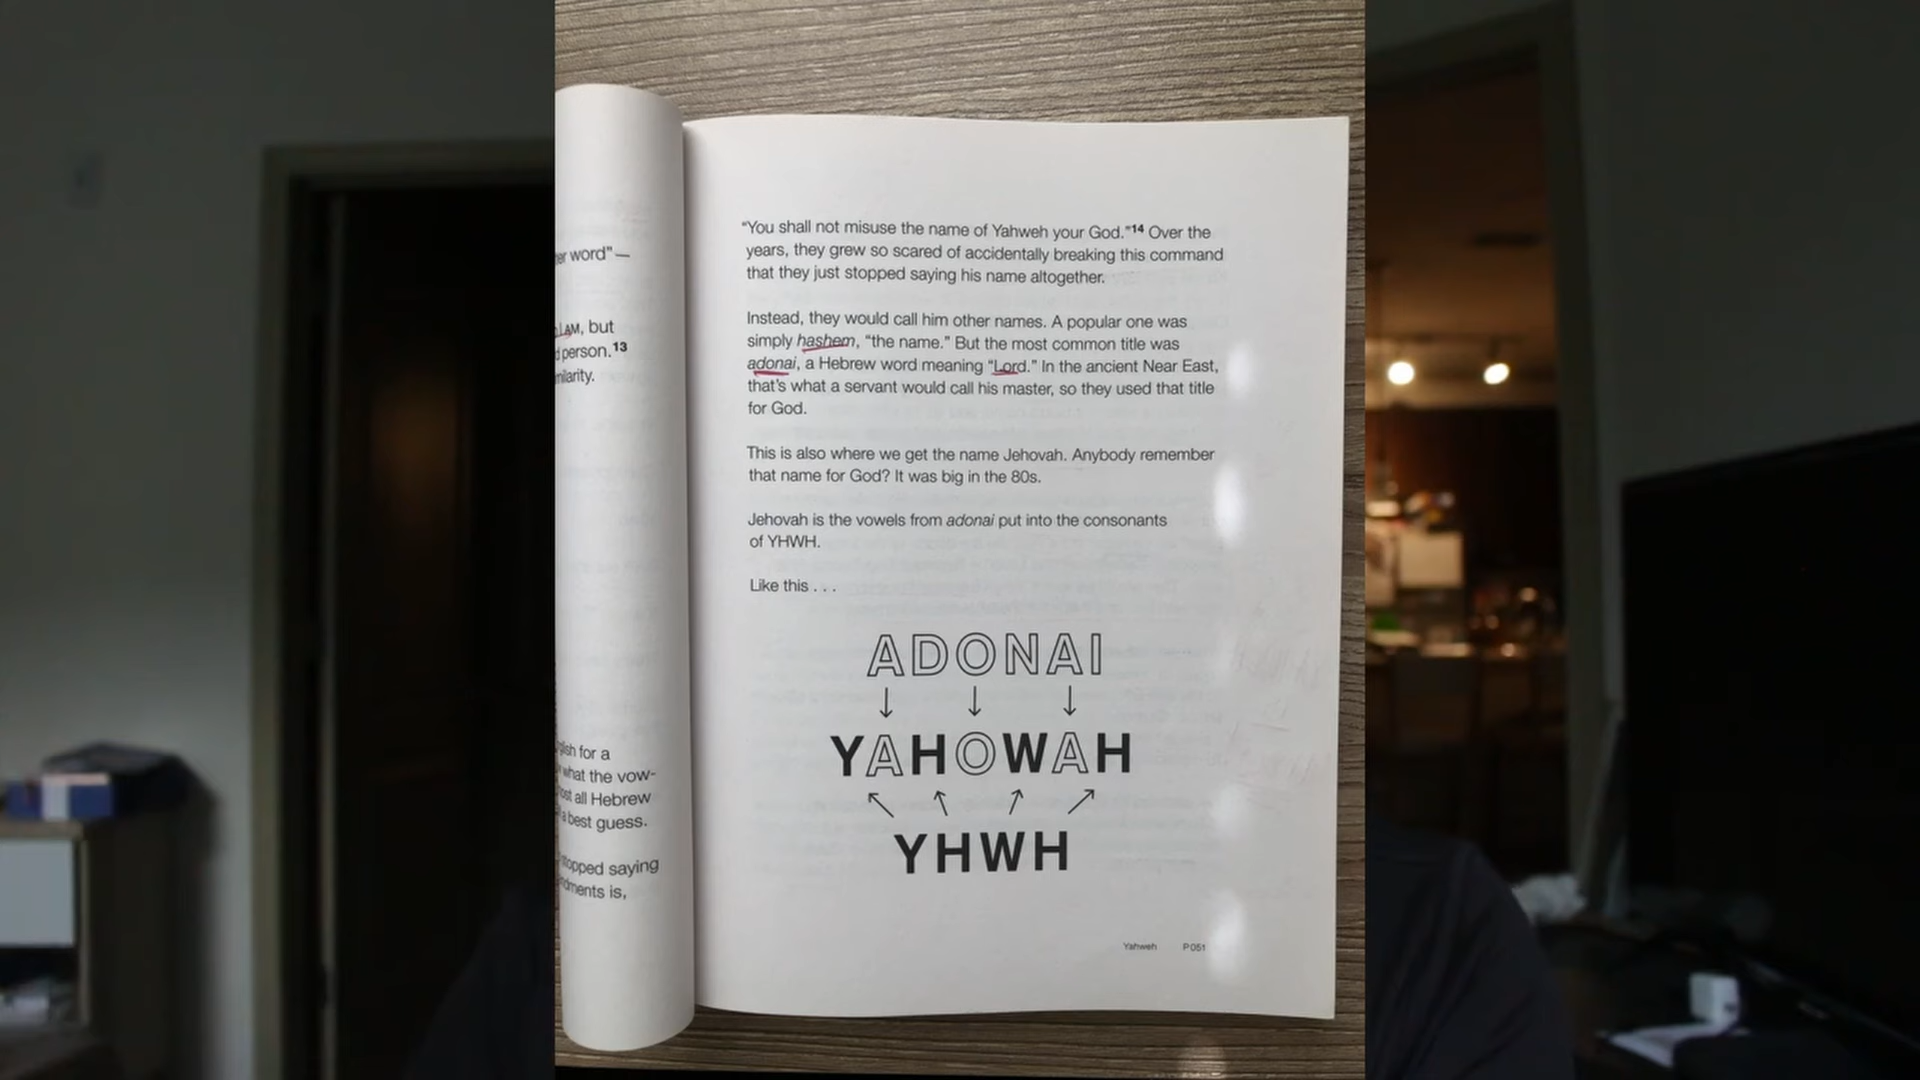 er word"—
I AM, but
person.13
milarity.
glish for a
what the vow-
ost all Hebrew
a best guess.
stopped saying
ndments is,
"You shall not misuse the name of Yahweh your God."14 Over the
years, they grew so scared of accidentally breaking this command
that they just stopped saying his name altogether.
Instead, they would call him other names. A popular one was
simply hashem, "the name." But the most common title was
adonai, a Hebrew word meaning "Lord." In the ancient Near East,
that's what a servant would call his master, so they used that title
for God.
This is also where we get the name Jehovah. Anybody remember
that name for God? It was big in the 80s.
Jehovah is the vowels from adonai put into the consonants
of YHWH.
Like this . . .
ADONAI
YAHOWAH
YHWH
Yahweh P 051